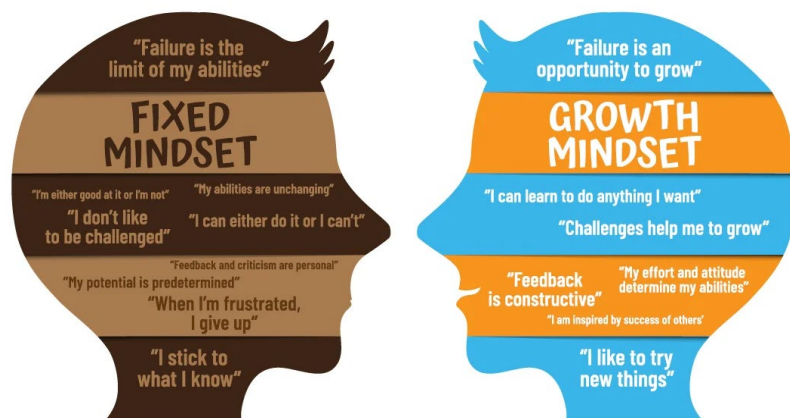 "Failure is the
limit of my abilities"
FIXED
MINDSET
"I'm either good at it or I'm not"
"My abilities are unchanging"
"I don't like
to be challenged"
"I can either do it or I can't"
"Feedback and criticism are personal"
"My potential is predetermined"
"When I'm frustrated,
I give up"
"I stick to
what I know"
"Failure is an
opportunity to grow"
GROWTH
MINDSET
"I can learn to do anything I want"
"Challenges help me to grow"
"Feedback
is constructive"
"My effort and attitude
determine my abilities"
"I am inspired by success of others'
"I like to try
new things"